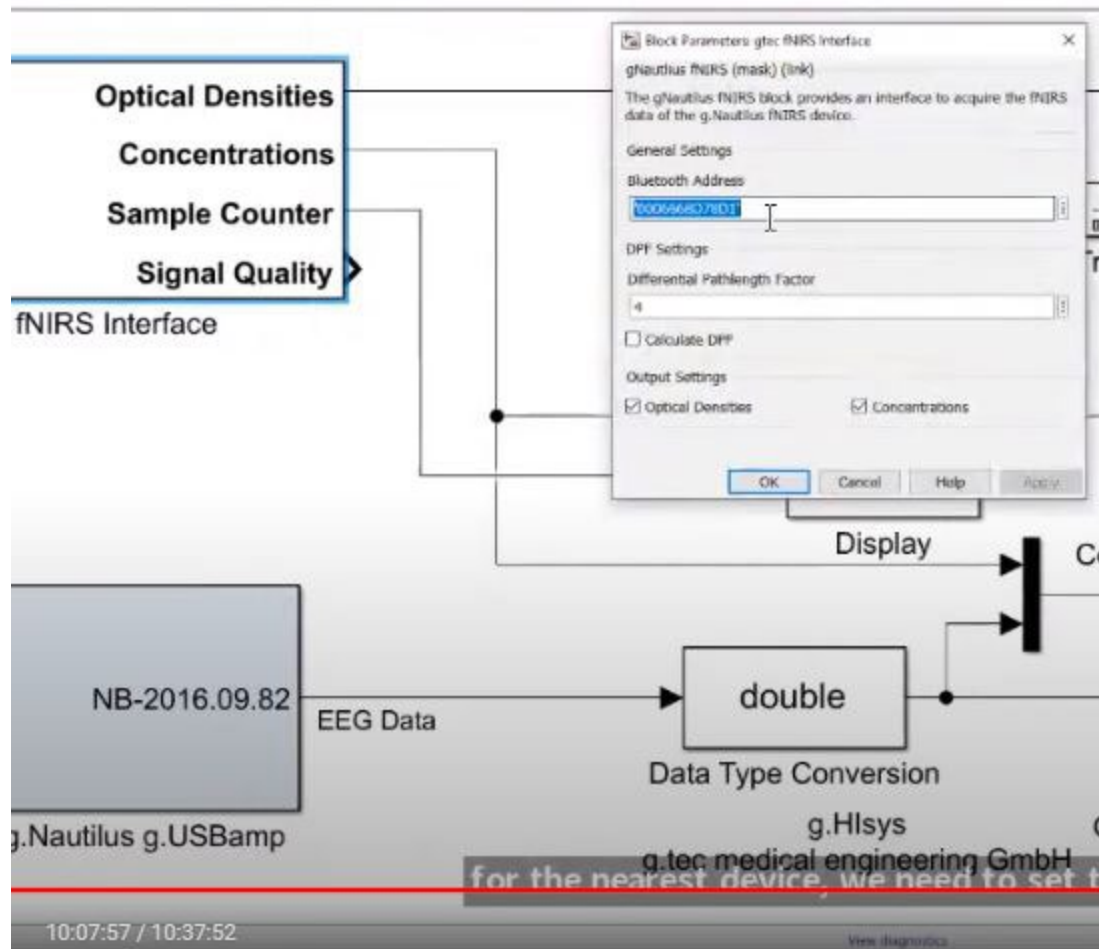 Optical Densities
Concentrations
Sample Counter
Signal Quality
fNIRS Interface
Block Parameters: gtec fNIRS Interface
gNautilus fNIRS (mask) (link)
The gNautilus fNIRS block provides an interface to acquire the fNIRS
data of the g.Nautilus fNIRS device.
General Settings
Bluetooth Address
DPF Settings
Differential Pathlength Factor
4
Calculate DPF
Output Settings
Optical Densities Concentrations
OK Cancel Help Apply
Display
NB-2016.09.82
EEG Data
double
Data Type Conversion
g.Nautilus g.USBamp
g.HIsys
g.tec medical engineering GmbH
for the nearest device, we need to set
10:07:57 / 10:37:52
View diagnostics